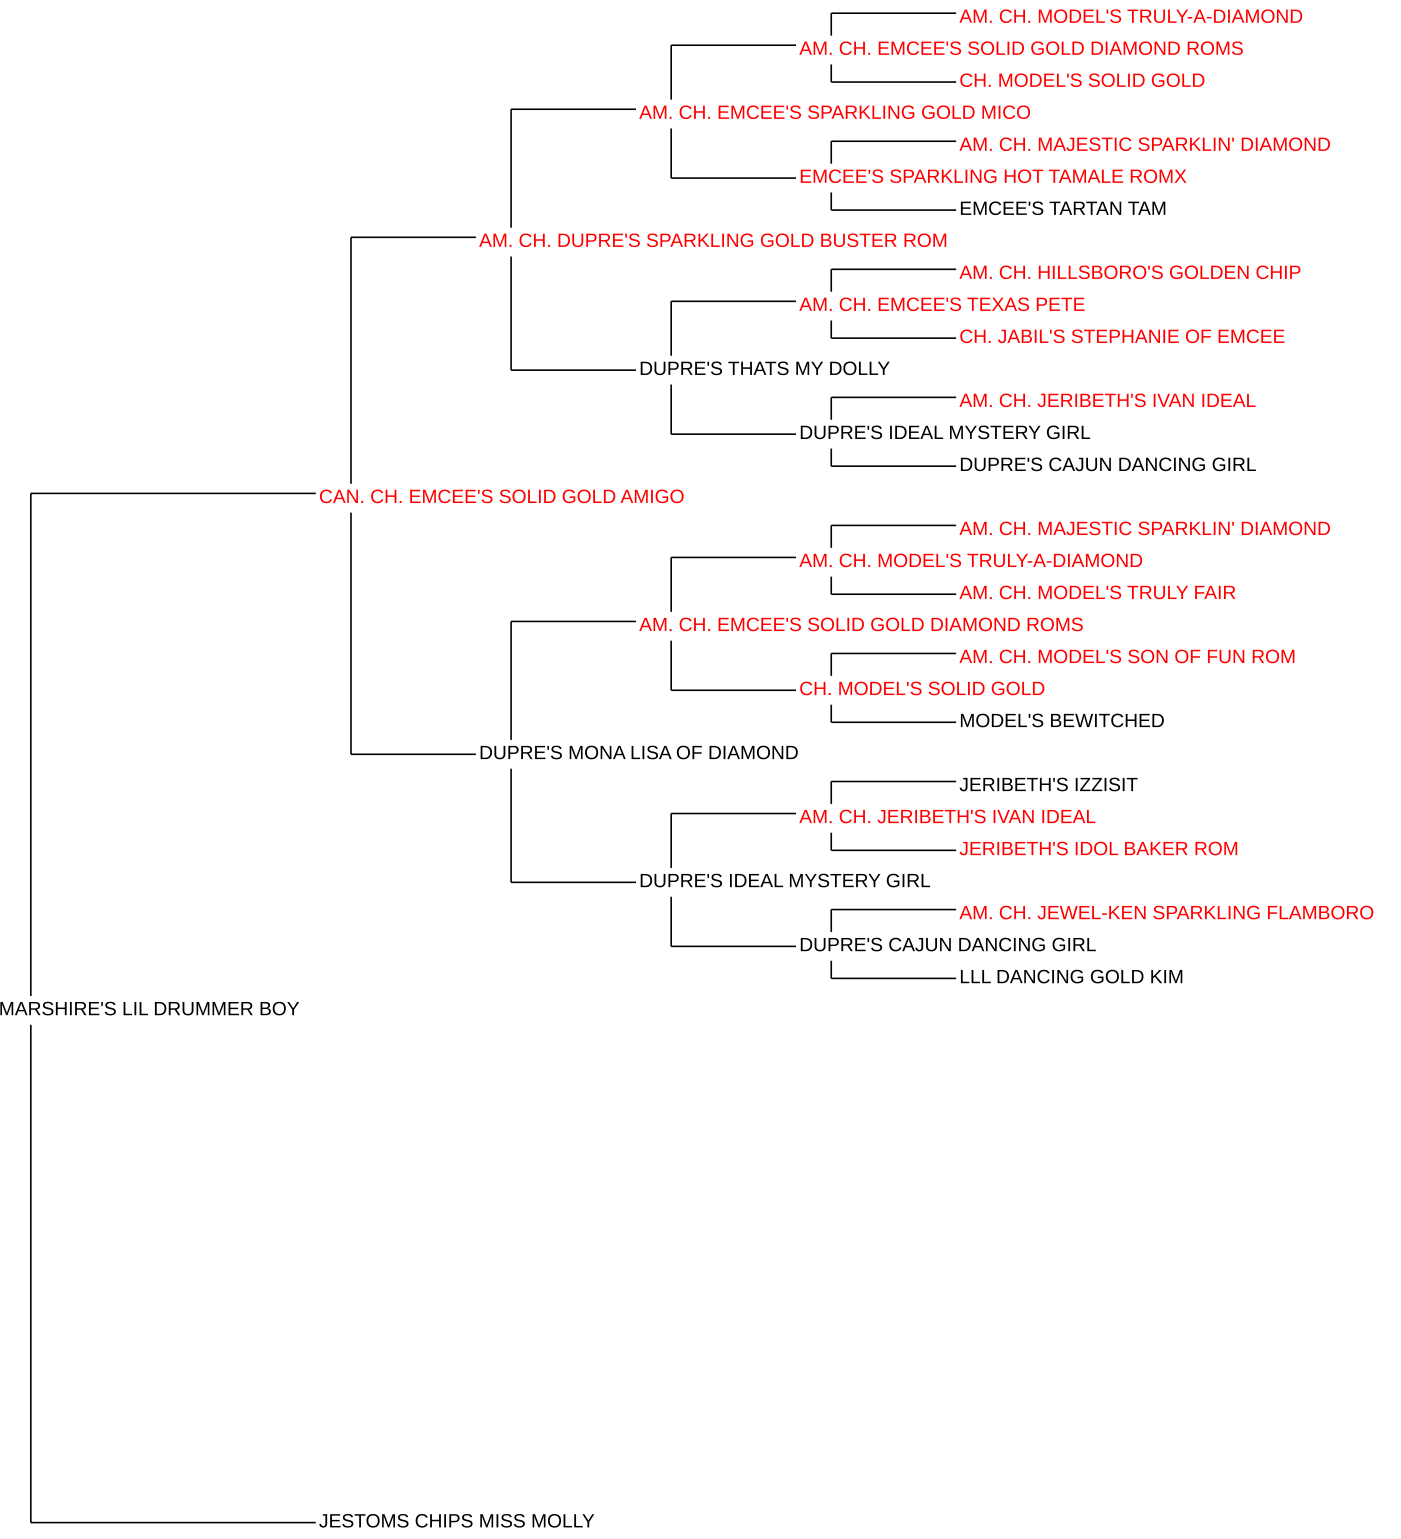 AM. CH. MODEL'S TRULY-A-DIAMOND
AM. CH. EMCEE'S SOLID GOLD DIAMOND ROMS
CH. MODEL'S SOLID GOLD
AM. CH. EMCEE'S SPARKLING GOLD MICO
AM. CH. MAJESTIC SPARKLIN' DIAMOND
EMCEE'S SPARKLING HOT TAMALE ROMX
EMCEE'S TARTAN TAM
AM. CH. DUPRE'S SPARKLING GOLD BUSTER ROM
AM. CH. HILLSBORO'S GOLDEN CHIP
AM. CH. EMCEE'S TEXAS PETE
CH. JABIL'S STEPHANIE OF EMCEE
DUPRE'S THATS MY DOLLY
AM. CH. JERIBETH'S IVAN IDEAL
DUPRE'S IDEAL MYSTERY GIRL
DUPRE'S CAJUN DANCING GIRL
CAN. CH. EMCEE'S SOLID GOLD AMIGO
AM. CH. MAJESTIC SPARKLIN' DIAMOND
AM. CH. MODEL'S TRULY-A-DIAMOND
AM. CH. MODEL'S TRULY FAIR
AM. CH. EMCEE'S SOLID GOLD DIAMOND ROMS
AM. CH. MODEL'S SON OF FUN ROM
CH. MODEL'S SOLID GOLD
MODEL'S BEWITCHED
DUPRE'S MONA LISA OF DIAMOND
JERIBETH'S IZZISIT
AM. CH. JERIBETH'S IVAN IDEAL
JERIBETH'S IDOL BAKER ROM
DUPRE'S IDEAL MYSTERY GIRL
AM. CH. JEWEL-KEN SPARKLING FLAMBORO
DUPRE'S CAJUN DANCING GIRL
LLL DANCING GOLD KIM
MARSHIRE'S LIL DRUMMER BOY
JESTOMS CHIPS MISS MOLLY